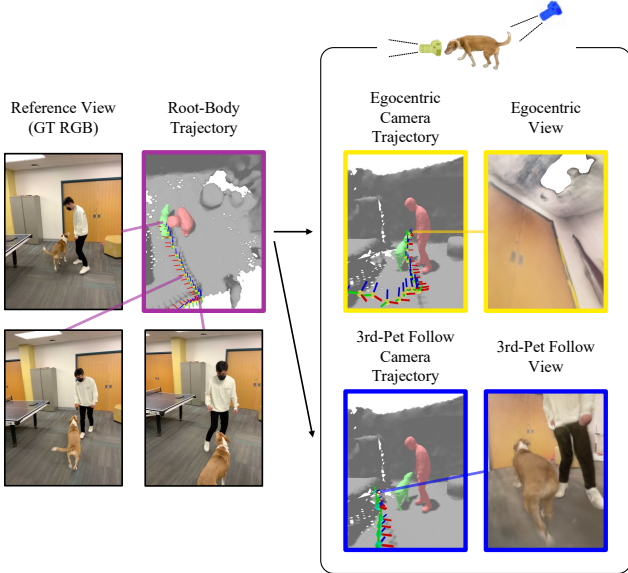 Reference View
(GT RGB)
Root-Body
Trajectory
Egocentric
Camera
Trajectory
Egocentric
View
3rd-Pet Follow
Camera
Trajectory
3rd-Pet Follow
View